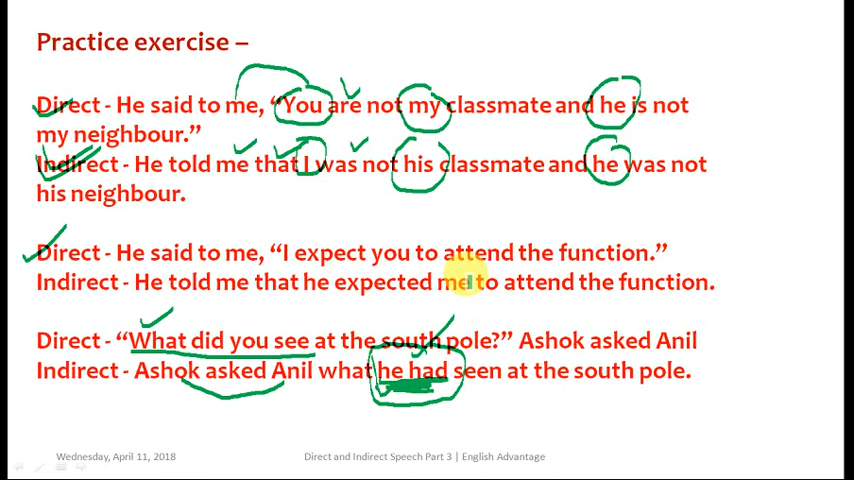 Practice exercise –
Direct - He said to me, “You are not my classmate and he is not
my neighbour.”
Indirect - He told me that I was not his classmate and he was not
his neighbour.
Direct - He said to me, “I expect you to attend the function.”
Indirect - He told me that he expected me to attend the function.
Direct - “What did you see at the south pole?” Ashok asked Anil
Indirect - Ashok asked Anil what he had seen at the south pole.
Wednesday, April 11, 2018 Direct and Indirect Speech Part 3 | English Advantage